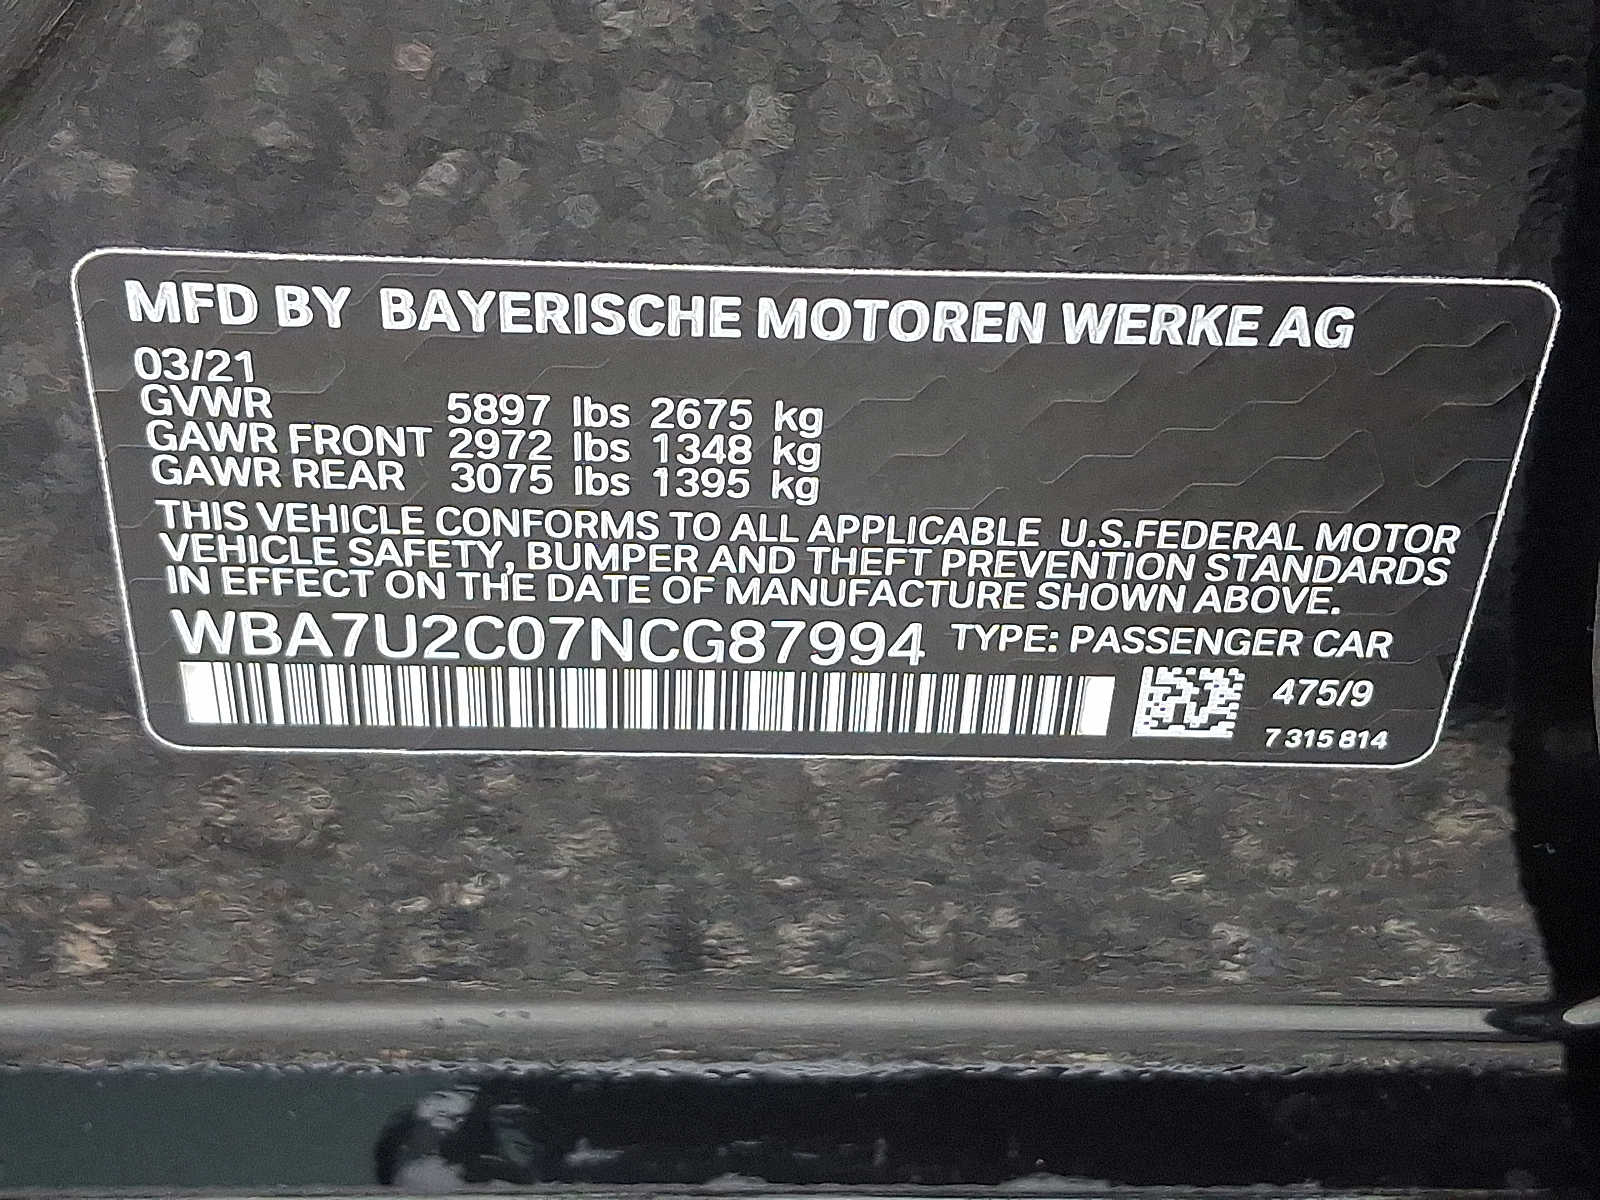 MFD BY BAYERISCHE MOTOREN WERKE AG
03/21
GVWR 5897 lbs 2675 kg
GAWR FRONT 2972 lbs 1348 kg
GAWR REAR 3075 lbs 1395 kg
THIS VEHICLE CONFORMS TO ALL APPLICABLE U.S.FEDERAL MOTOR
VEHICLE SAFETY, BUMPER AND THEFT PREVENTION STANDARDS
IN EFFECT ON THE DATE OF MANUFACTURE SHOWN ABOVE.
WBA7U2C07NCG87994 TYPE: PASSENGER CAR
475/9
7 315 814